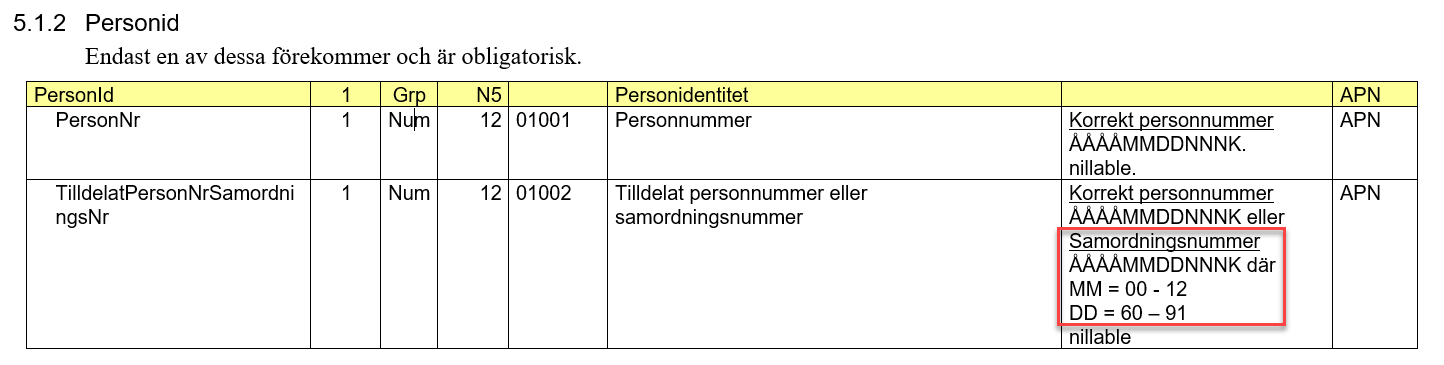 5.1.2 Personid
Endast en av dessa förekommer och är obligatorisk.
PersonId 1 Grp N5 Personidentitet APN
PersonNr 1 Num 12 01001 Personnummer Korrekt personnummer APN
ÅÅÅÅMMDDNNNK.
nillable.
TilldelatPersonNrSamordni 1 Num 12 01002 Tilldelat personnummer eller Korrekt personnummer APN
ngsNr samordningsnummer ÅÅÅÅMMDDNNNK eller
Samordningsnummer
ÅÅÅÅMMDDNNNK där
MM = 00 - 12
DD = 60 – 91
nillable